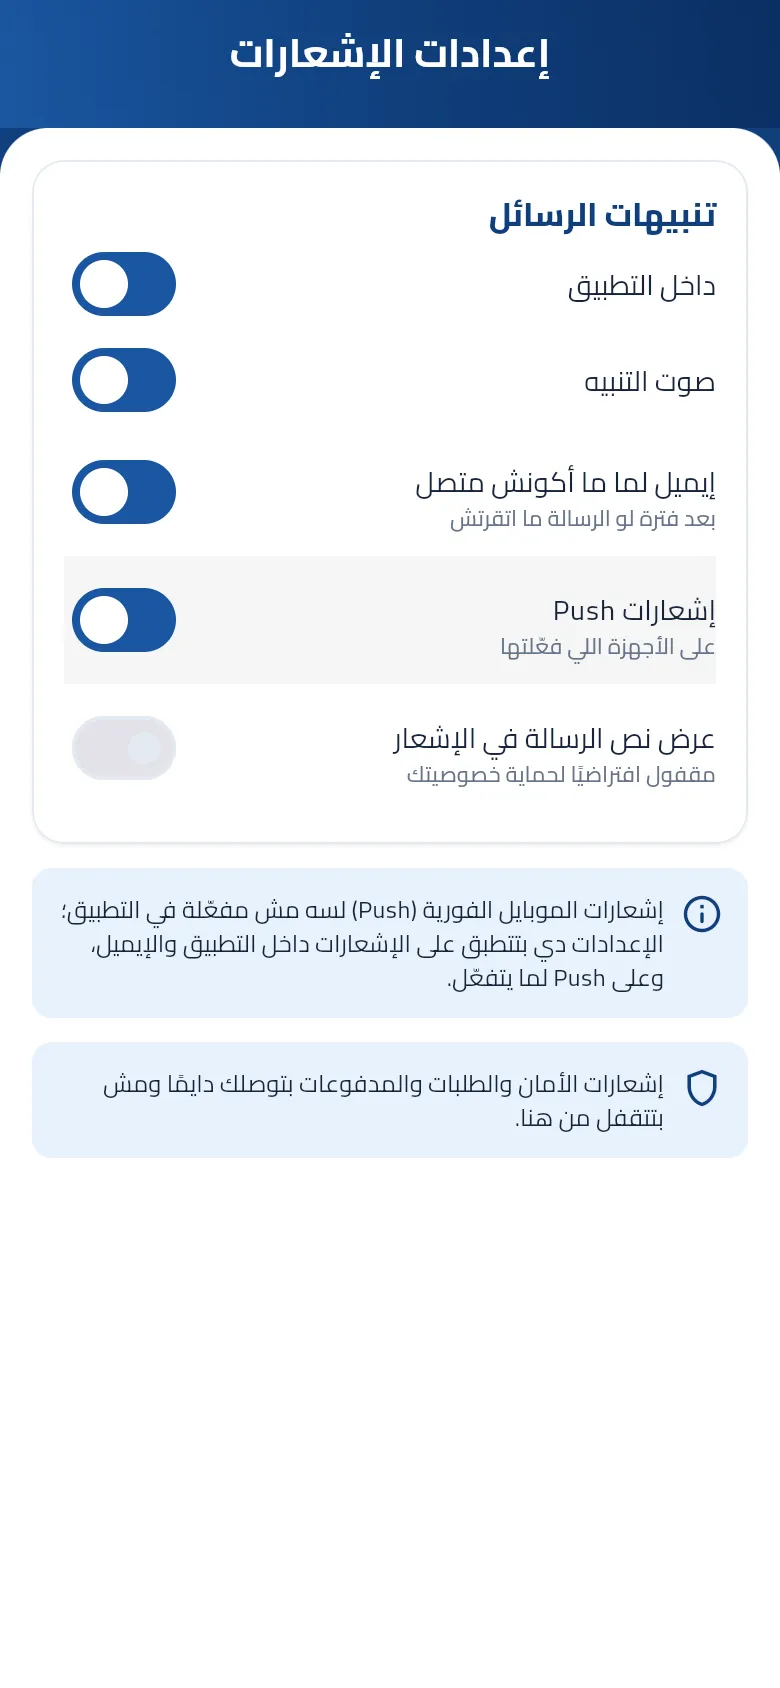 إعدادات الإشعارات
تنبيهات الرسائل
داخل التطبيق
صوت التنبيه
إيميل لما ما أكونش متصل
بعد فترة لو الرسالة ما اتقرتش
إشعارات Push
على الأجهزة اللي فعّلتها
عرض نص الرسالة في الإشعار
مقفول افتراضيًا لحماية خصوصيتك
إشعارات الموبايل الفورية (Push) لسه مش مفعّلة في التطبيق؛
الإعدادات دي بتتطبق على الإشعارات داخل التطبيق والإيميل،
وعلى Push لما يتفعّل.
إشعارات الأمان والطلبات والمدفوعات بتوصلك دايمًا ومش
بتتقفل من هنا.